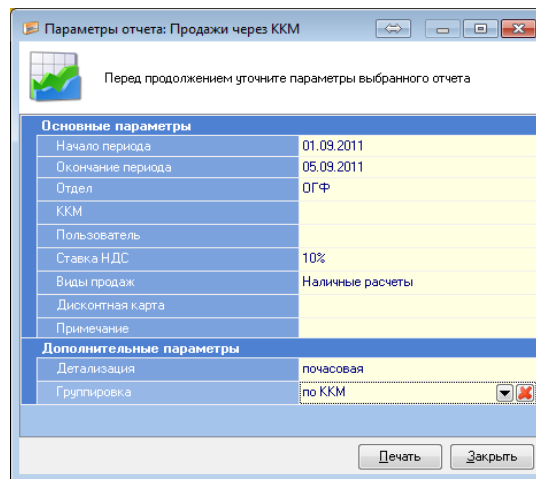 Параметры отчета: Продажи через ККМ
Перед продолжением уточните параметры выбранного отчета
Основные параметры
Начало периода 01.09.2011
Окончание периода 05.09.2011
Отдел ОГФ
ККМ
Пользователь
Ставка НДС 10%
Виды продаж Наличные расчеты
Дисконтная карта
Примечание
Дополнительные параметры
Детализация почасовая
Группировка по ККМ
Печать Закрыть